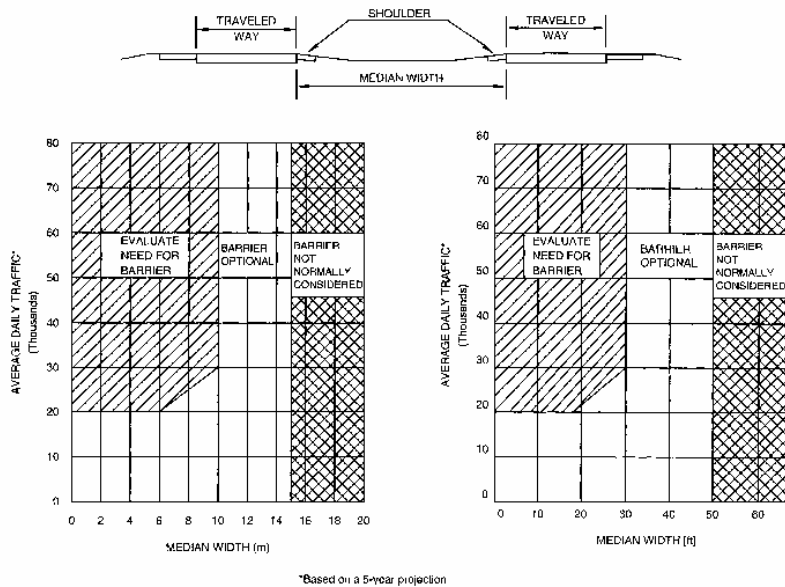 SHOULDER
TRAVELED WAY
TRAVELED WAY
MEDIAN WIDTH
AVERAGE DAILY TRAFFIC*
(Thousands)
80
70
60
50
40
30
20
10
0
EVALUATE
NEED FOR
BARRIER
BARRIER
OPTIONAL
BARRIER
NOT
NORMALLY
CONSIDERED
0 2 4 6 8 10 12 14 16 18 20
MEDIAN WIDTH (m)
AVERAGE DAILY TRAFFIC*
(Thousands)
80
70
60
50
40
30
20
10
0
EVALUATE
NEED FOR
BARRIER
BARRIER
OPTIONAL
BARRIER
NOT
NORMALLY
CONSIDERED
0 10 20 30 40 50 60
MEDIAN WIDTH [ft]
*Based on a 5-year projection